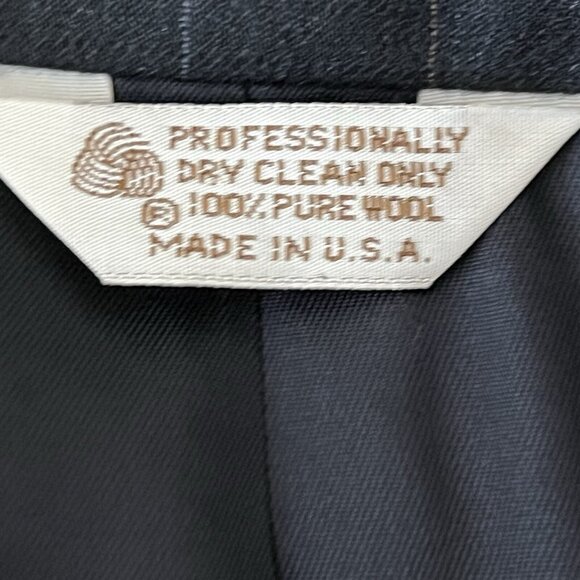 PROFESSIONALLY
DRY CLEAN ONLY
® 100% PURE WOOL
MADE IN U.S.A.